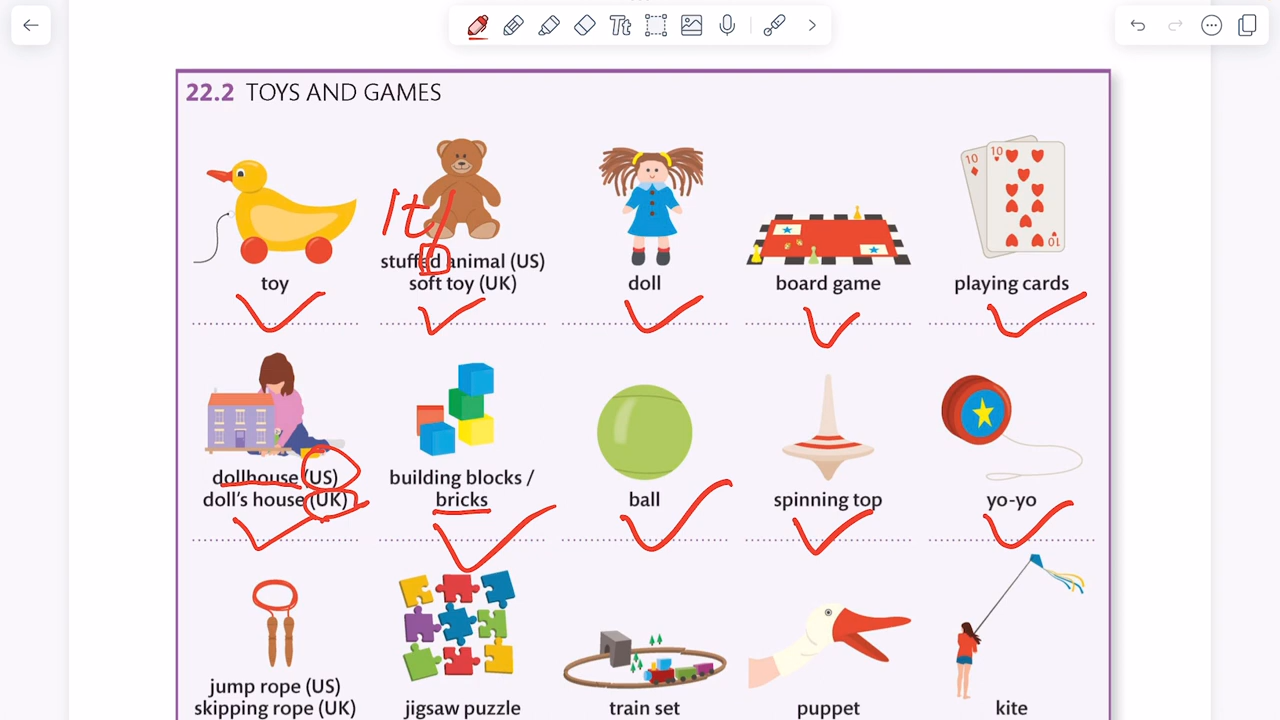 Tt
22.2 TOYS AND GAMES
10
10
10
/t/
toy
stuffed animal (US)
soft toy (UK)
doll
board game
playing cards
dollhouse (US)
doll's house (UK)
building blocks /
bricks
ball
spinning top
yo-yo
jump rope (US)
skipping rope (UK)
jigsaw puzzle
train set
puppet
kite